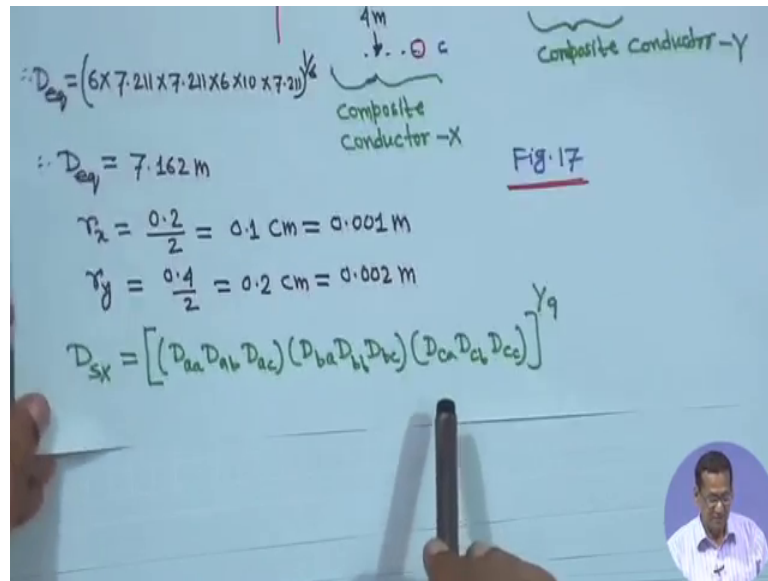 4m
c
Composite
Conductor-X
Composite Conductor-Y
∴ Deq = (6×7.211×7.211×6×10×7.211)^1/6
∴ Deq = 7.162 m
Fig.17
rx = 0.2/2 = 0.1 cm = 0.001 m
ry = 0.4/2 = 0.2 cm = 0.002 m
Dsx = [(Daa Dab Dac)(Dba Dbb Dbc)(Dca Dcb Dcc)]^1/9